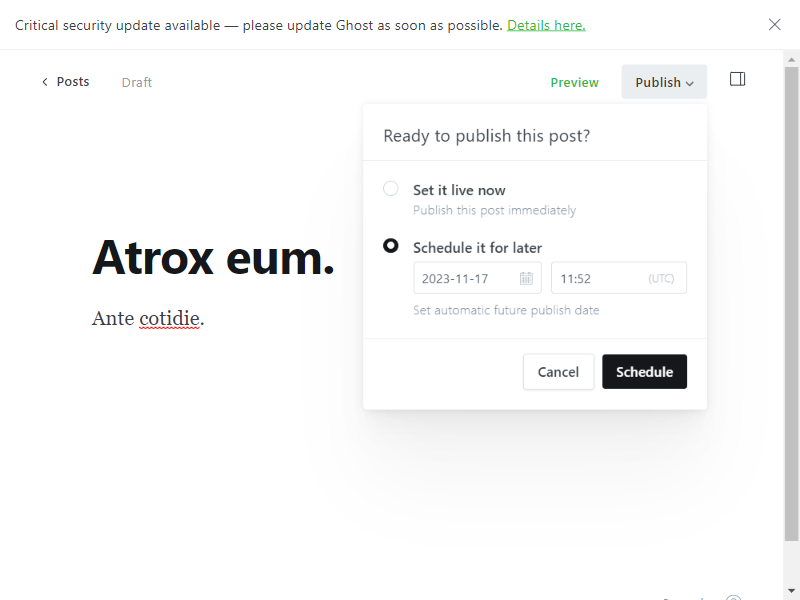 Critical security update available — please update Ghost as soon as possible. Details here.
Posts Draft Preview Publish
Ready to publish this post?
Set it live now
Publish this post immediately
Schedule it for later
2023-11-17 11:52 (UTC)
Set automatic future publish date
Cancel Schedule
Atrox eum.
Ante cotidie.